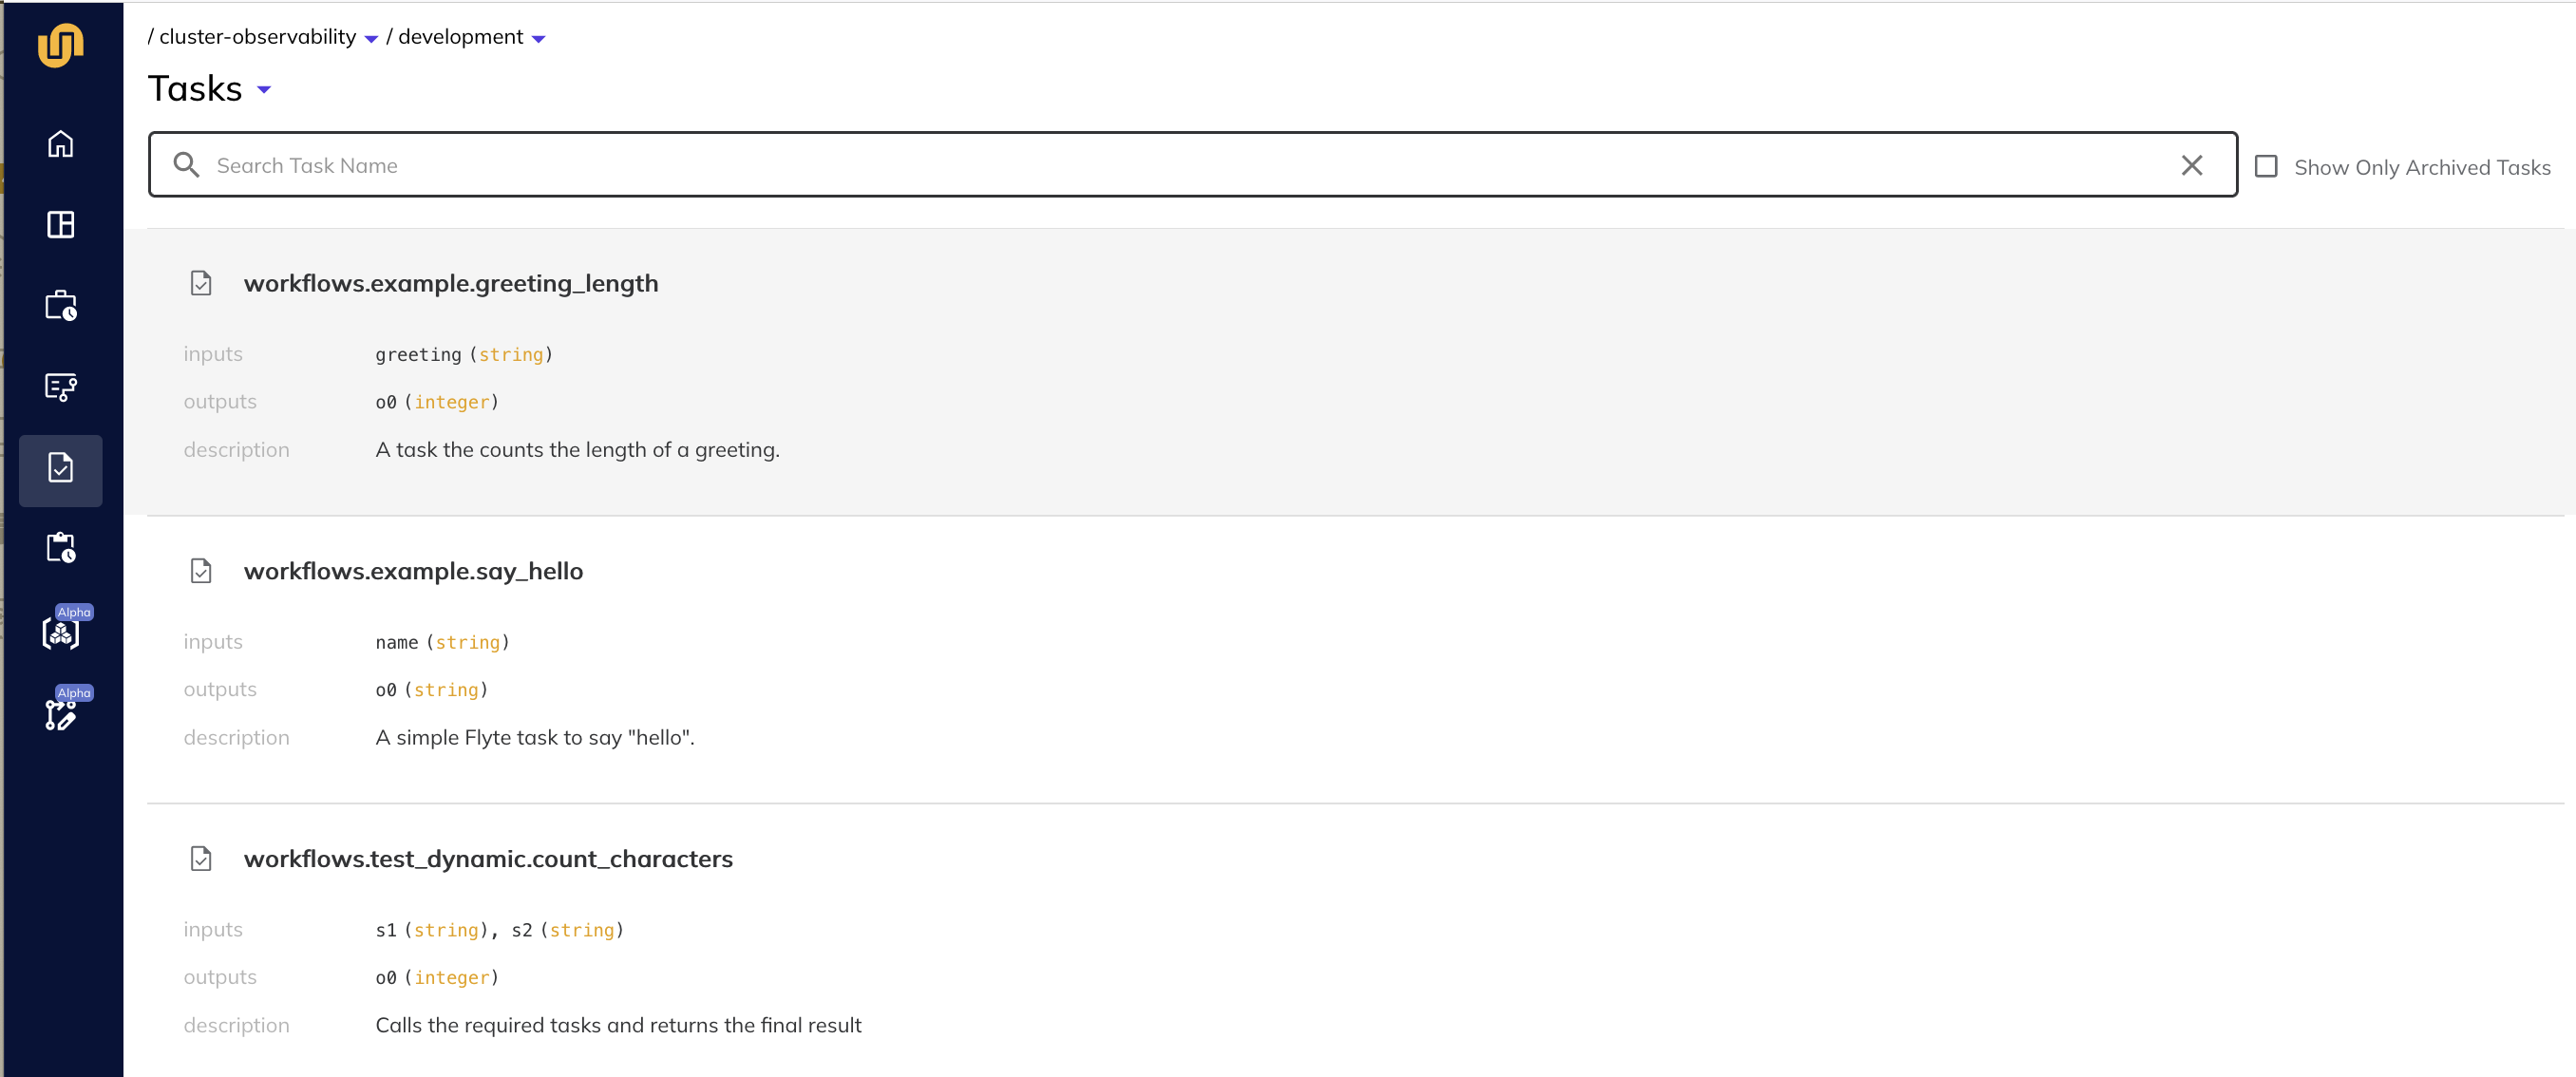 / cluster-observability / development
Tasks
Search Task Name
Show Only Archived Tasks
workflows.example.greeting_length
inputs greeting (string)
outputs o0 (integer)
description A task the counts the length of a greeting.
workflows.example.say_hello
inputs name (string)
outputs o0 (string)
Alpha
description A simple Flyte task to say "hello".
Alpha
workflows.test_dynamic.count_characters
inputs s1 (string), s2 (string)
outputs o0 (integer)
description Calls the required tasks and returns the final result